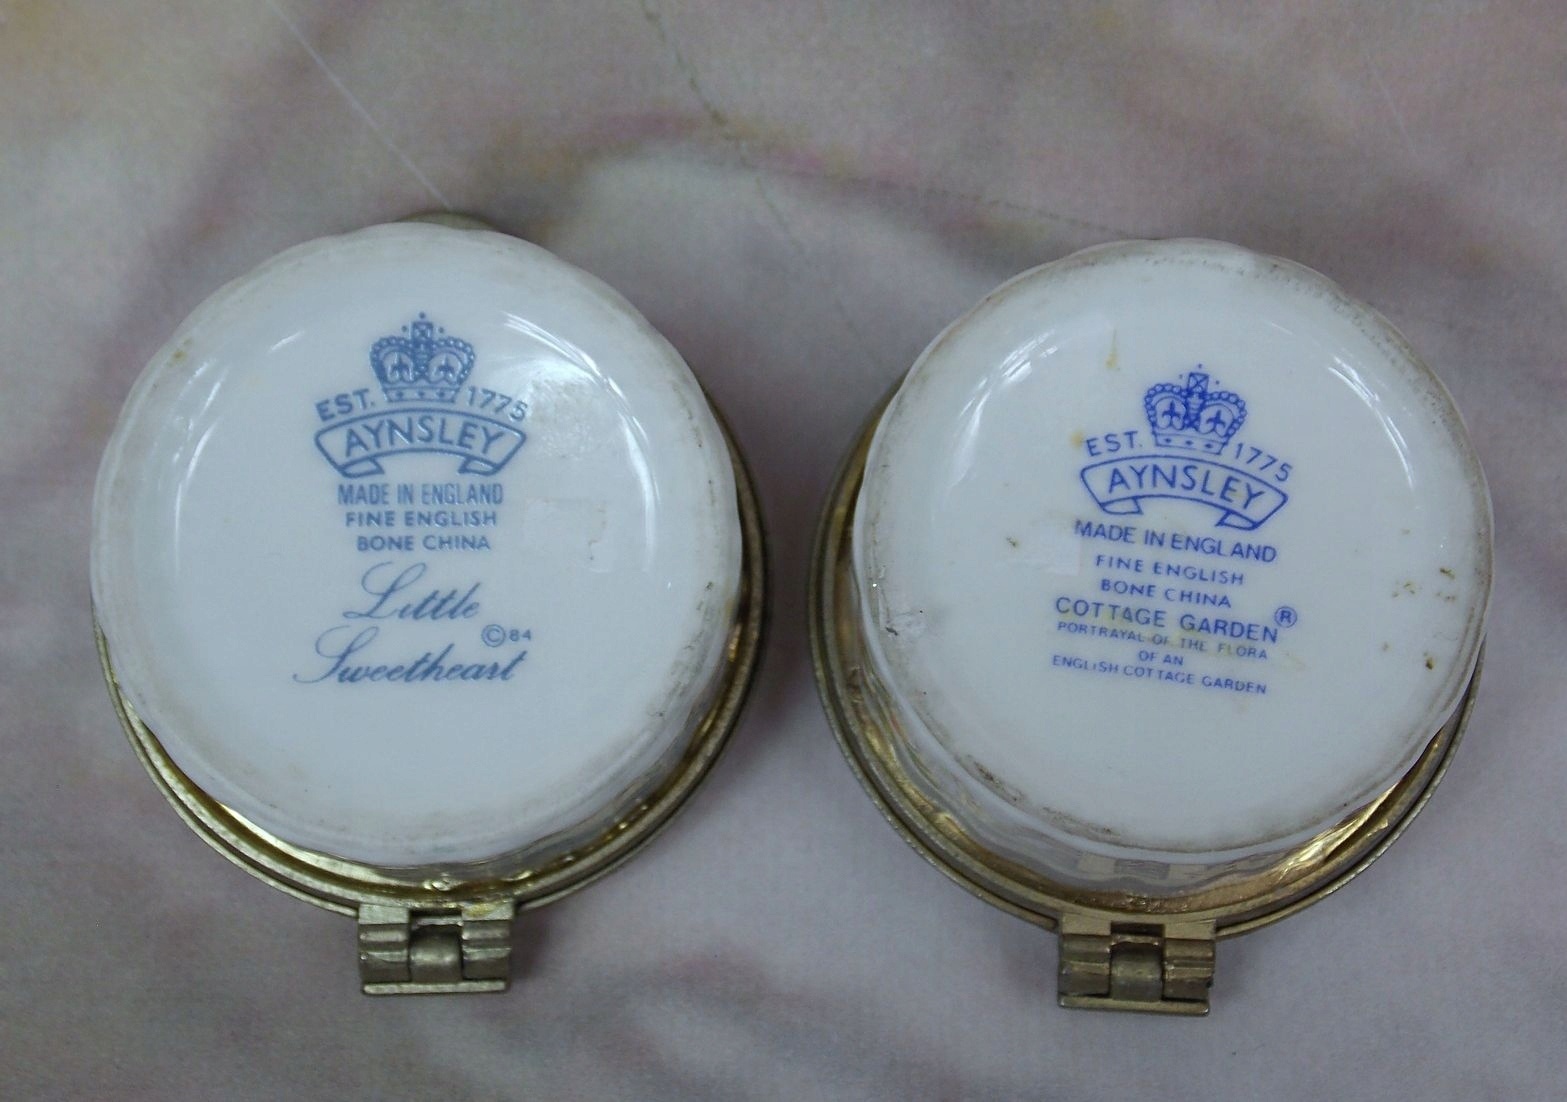 EST. 1775
AYNSLEY
MADE IN ENGLAND
FINE ENGLISH
BONE CHINA
Little
Sweetheart ©84
EST. 1775
AYNSLEY
MADE IN ENGLAND
FINE ENGLISH
BONE CHINA
COTTAGE GARDEN ®
PORTRAYAL OF THE FLORA
OF AN
ENGLISH COTTAGE GARDEN